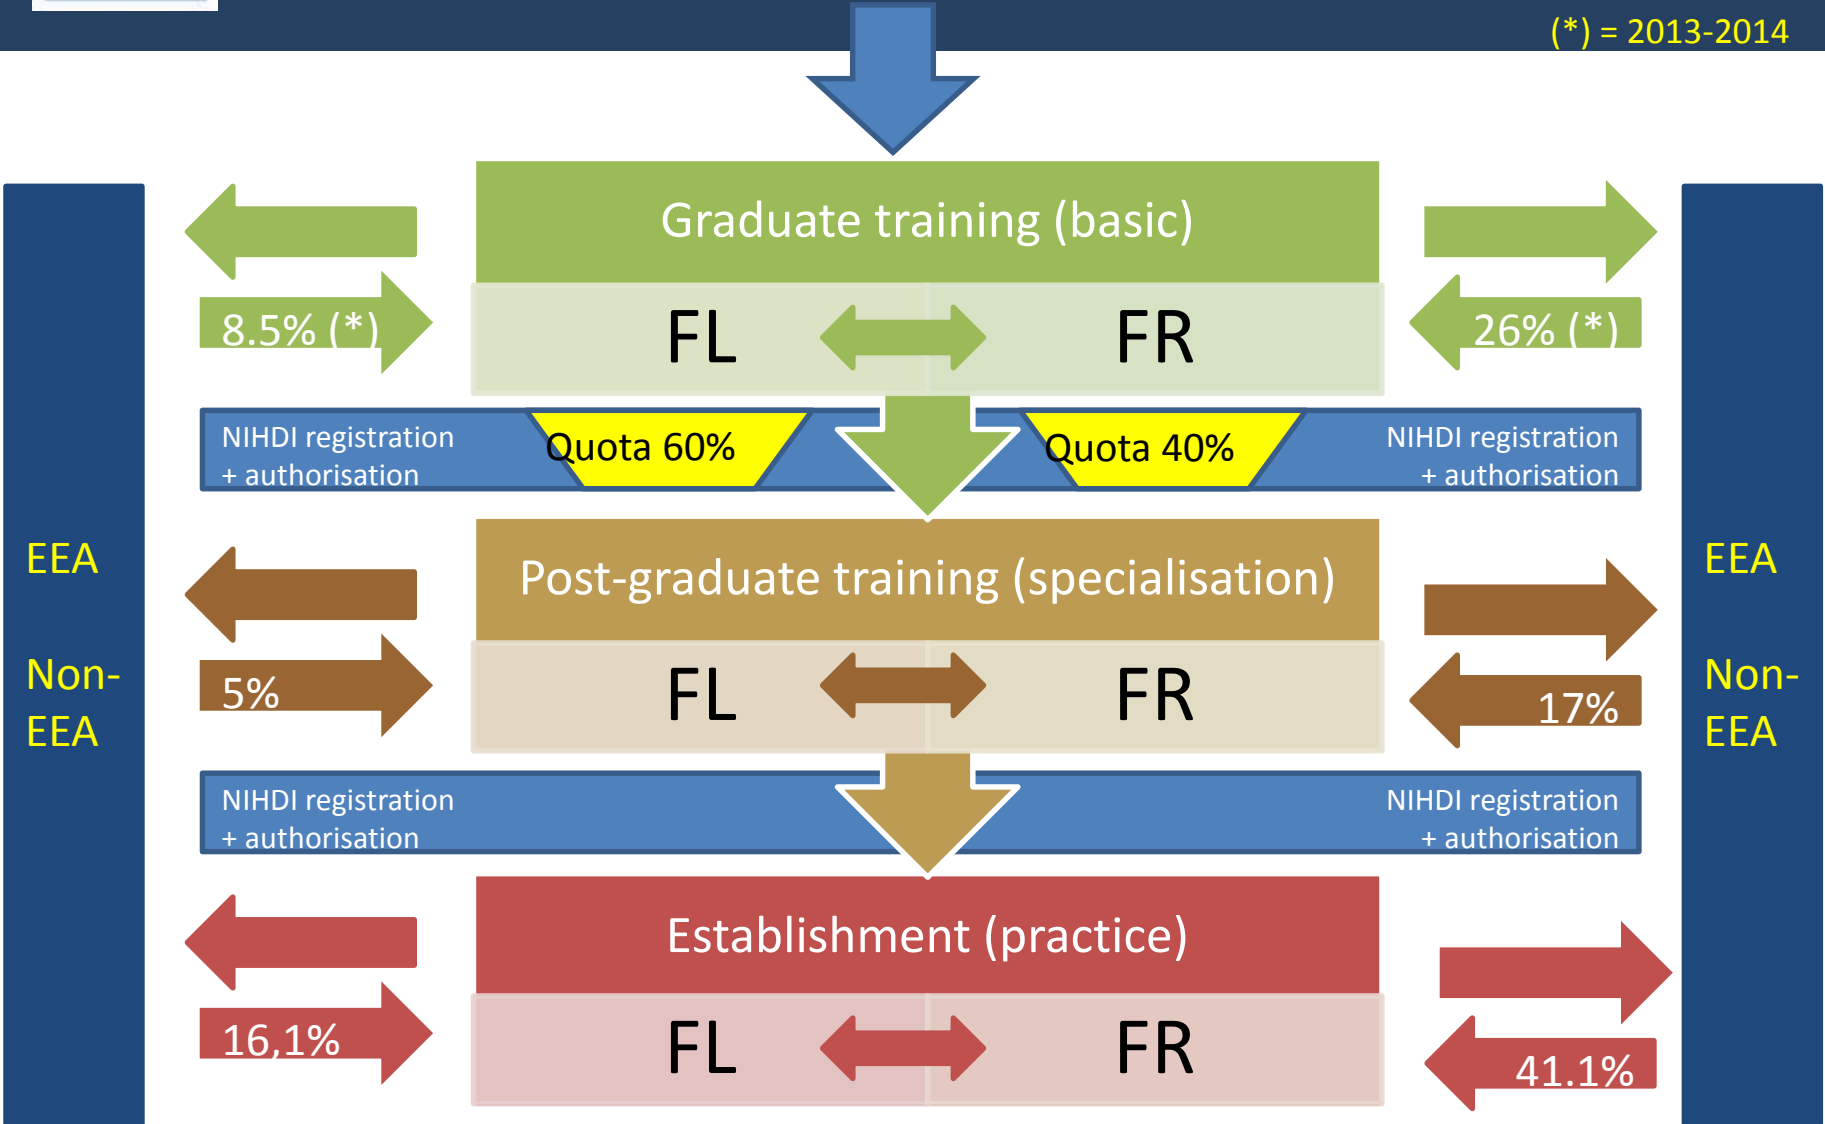 (*) = 2013-2014
Graduate training (basic)
8.5% (*)
FL
FR
26% (*)
NIHDI registration
+ authorisation
Quota 60%
Quota 40%
NIHDI registration
+ authorisation
EEA
Non-
EEA
Post-graduate training (specialisation)
5%
FL
FR
17%
EEA
Non-
EEA
NIHDI registration
+ authorisation
NIHDI registration
+ authorisation
Establishment (practice)
16,1%
FL
FR
41.1%